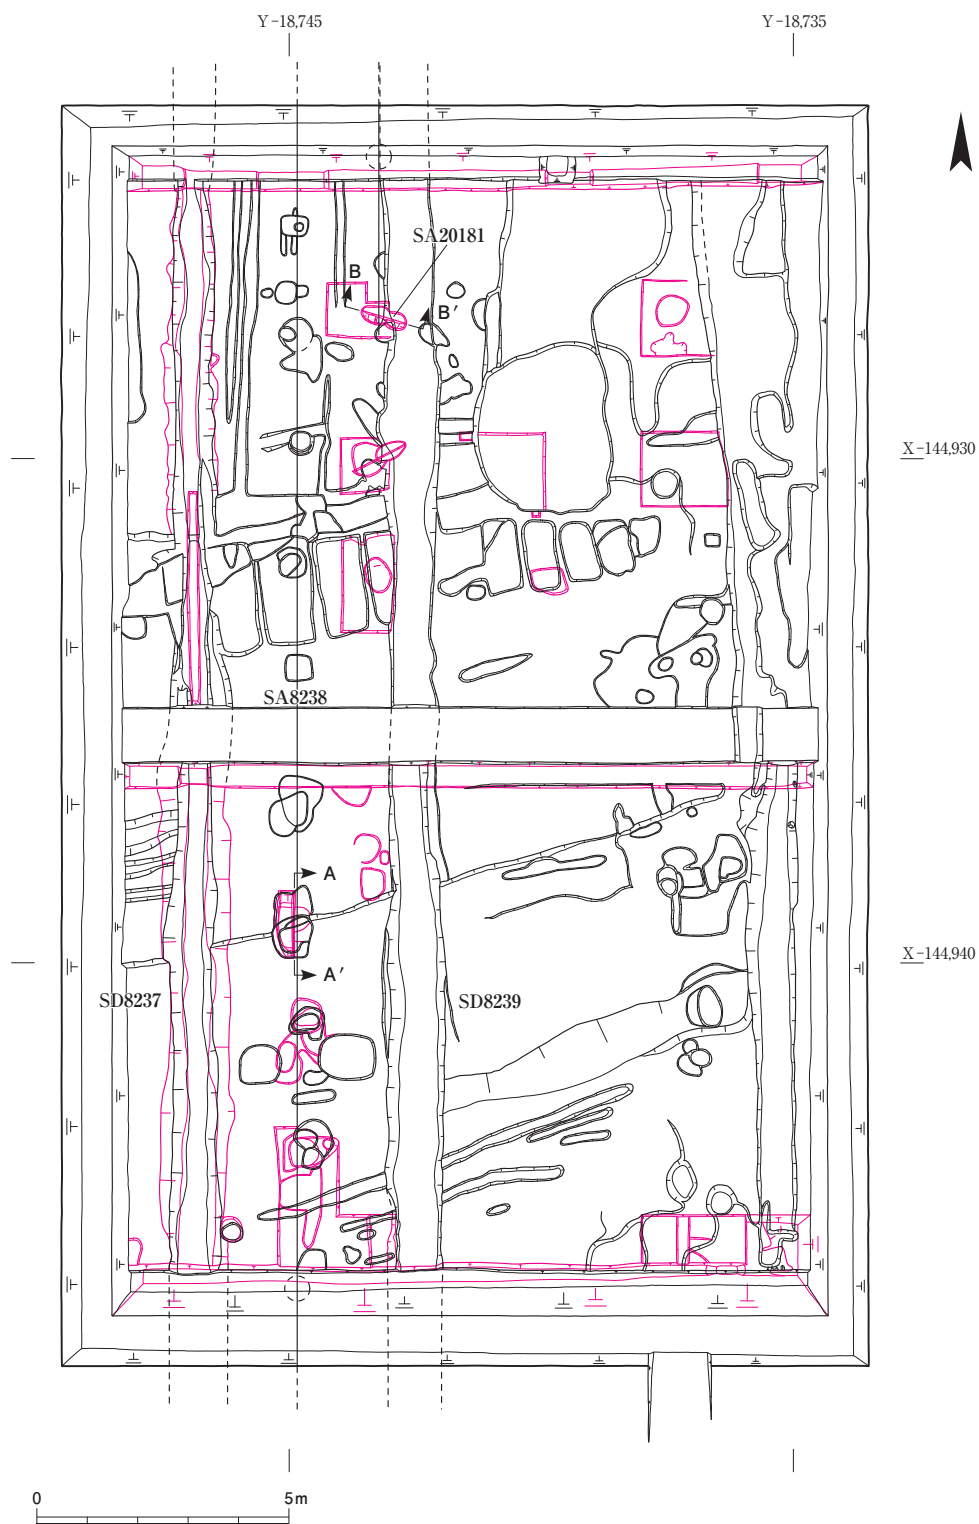 Y-18,745
Y-18,735
SA20181
B
B′
X-144,930
SA8238
A
A′
X-144,940
SD8237
SD8239
0
5m